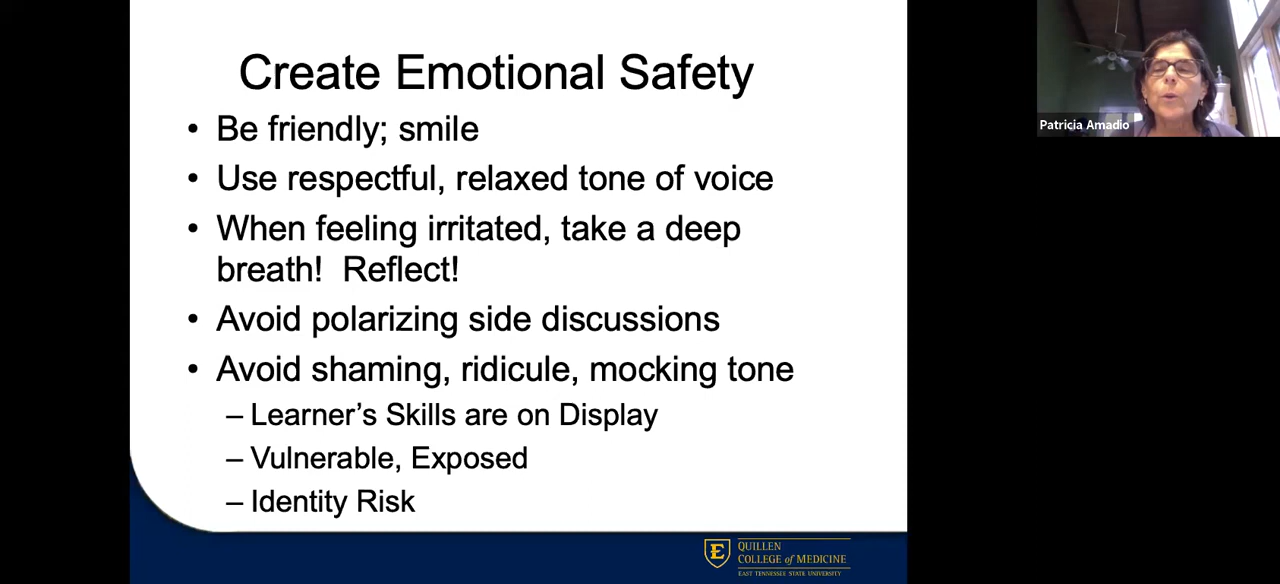 Create Emotional Safety
• Be friendly; smile
• Use respectful, relaxed tone of voice
• When feeling irritated, take a deep
breath!  Reflect!
• Avoid polarizing side discussions
• Avoid shaming, ridicule, mocking tone
– Learner’s Skills are on Display
– Vulnerable, Exposed
– Identity Risk
E
QUILLEN
COLLEGE of MEDICINE
EAST TENNESSEE STATE UNIVERSITY
Patricia Amadio